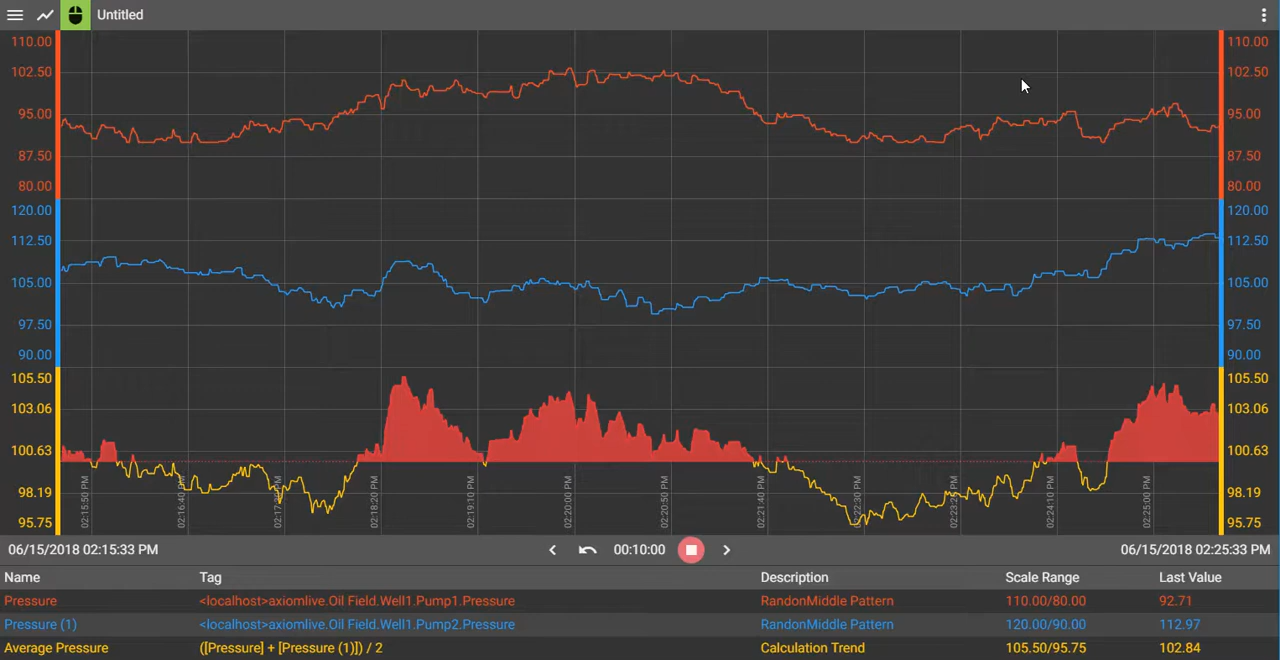 Untitled
110.00 110.00
102.50 102.50
95.00 95.00
87.50 87.50
80.00 80.00
120.00 120.00
112.50 112.50
105.00 105.00
97.50 97.50
90.00 90.00
105.50 105.50
103.06 103.06
100.63 100.63
98.19 98.19
95.75 95.75
02:15:50 PM
02:16:40 PM
02:17:30 PM
02:18:20 PM
02:19:10 PM
02:20:00 PM
02:20:50 PM
02:21:40 PM
02:22:30 PM
02:23:20 PM
02:24:10 PM
02:25:00 PM
06/15/2018 02:15:33 PM 00:10:00 06/15/2018 02:25:33 PM
Name Tag Description Scale Range Last Value
Pressure <localhost>axiomlive.Oil Field.Well1.Pump1.Pressure RandonMiddle Pattern 110.00/80.00 92.71
Pressure (1) <localhost>axiomlive.Oil Field.Well1.Pump2.Pressure RandonMiddle Pattern 120.00/90.00 112.97
Average Pressure ([Pressure] + [Pressure (1)]) / 2 Calculation Trend 105.50/95.75 102.84